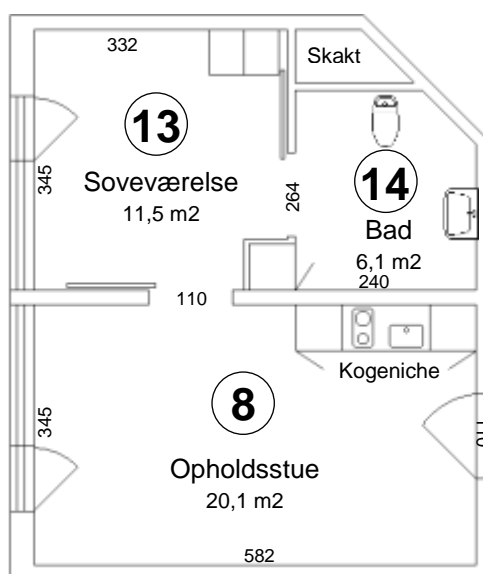 332
Skakt
13
Soveværelse
11,5 m2
345
264
14
Bad
6,1 m2
240
110
Kogeniche
8
Opholdsstue
20,1 m2
345
110
582